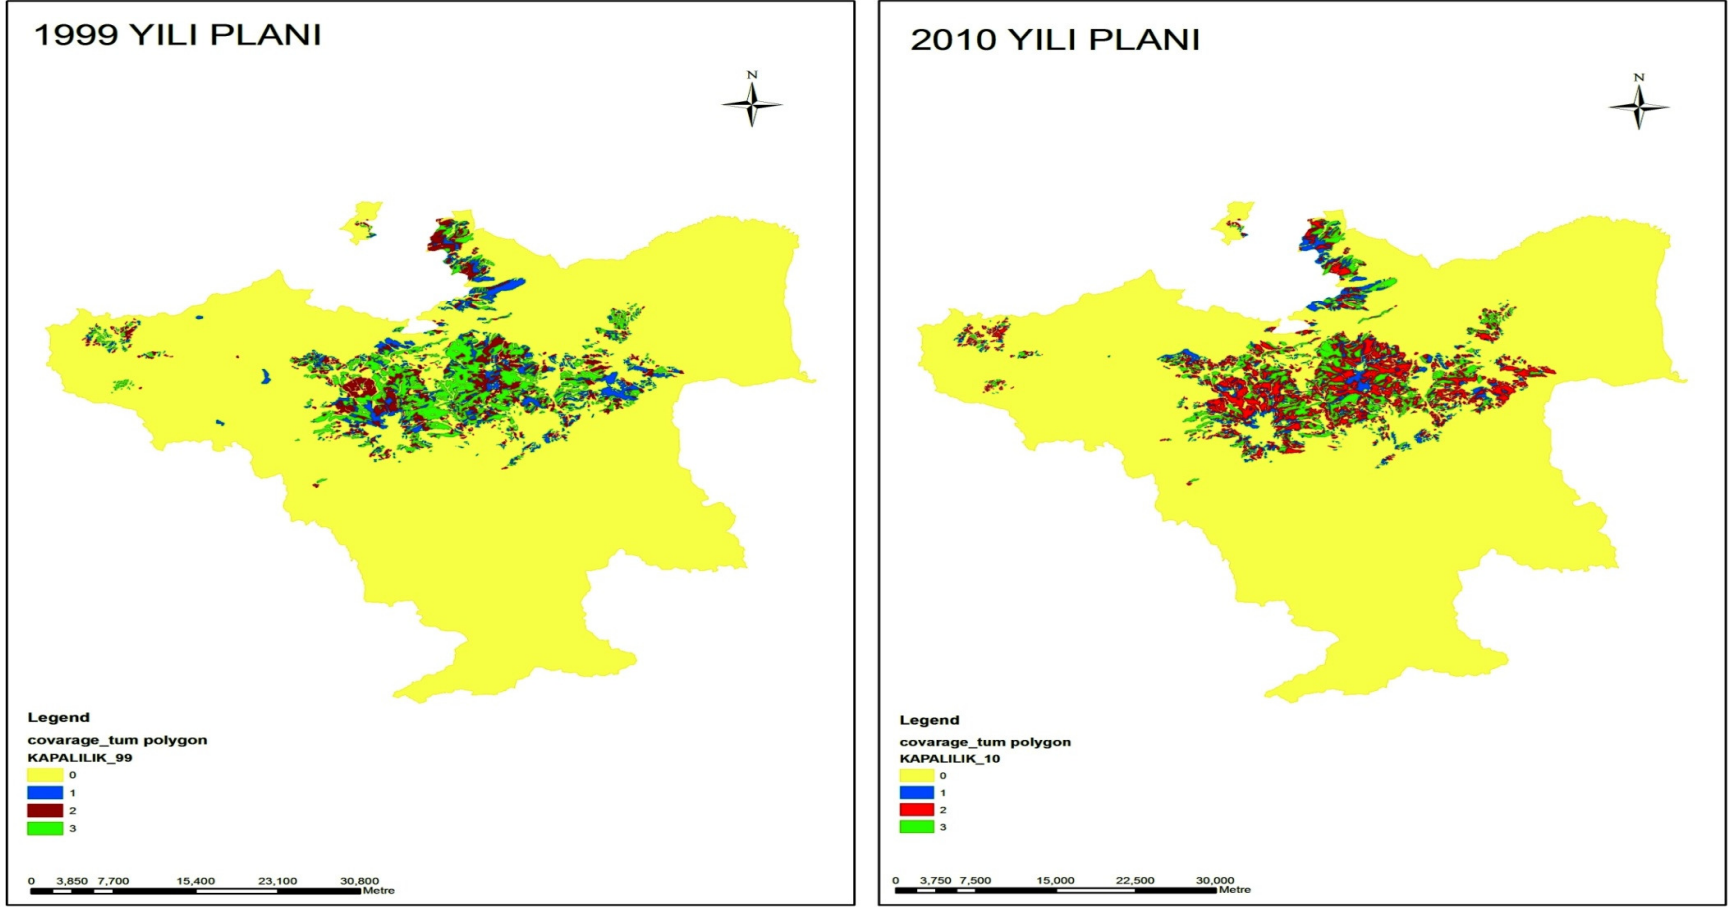 1999 YILI PLANI
N
Legend
covarage_tum polygon
KAPALILIK_99
0
1
2
3
0 3,850 7,700 15,400 23,100 30,800
Metre
2010 YILI PLANI
N
Legend
covarage_tum polygon
KAPALILIK_10
0
1
2
3
0 3,750 7,500 15,000 22,500 30,000
Metre